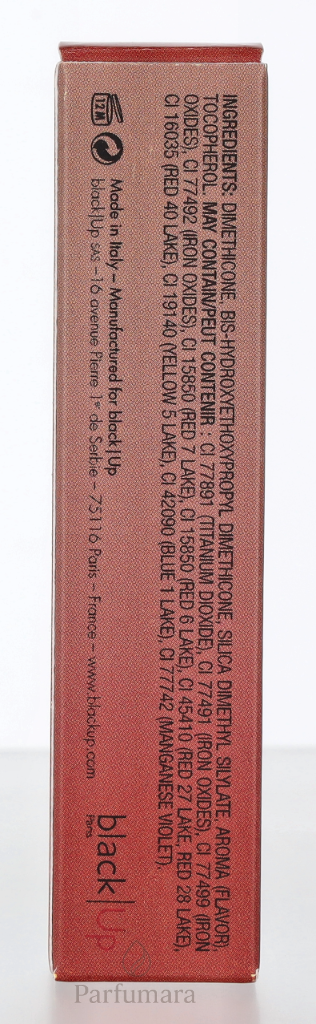 INGREDIENTS: DIMETHICONE, BIS-HYDROXYETHOXYPROPYL DIMETHICONE, SILICA DIMETHYL SILYLATE, AROMA (FLAVOR),
TOCOPHEROL. MAY CONTAIN/PEUT CONTENIR : CI 77891 (TITANIUM DIOXIDE), CI 77491 (IRON OXIDES), CI 77499 (IRON
OXIDES), CI 77492 (IRON OXIDES), CI 15850 (RED 7 LAKE), CI 15850 (RED 6 LAKE), CI 45410 (RED 27 LAKE, RED 28 LAKE),
CI 16035 (RED 40 LAKE), CI 19140 (YELLOW 5 LAKE), CI 42090 (BLUE 1 LAKE), CI 77742 (MANGANESE VIOLET).
12M
Made in Italy – Manufactured for black|Up
black|Up SAS – 16 avenue Pierre 1er de Serbie – 75116 Paris – France – www.blackup.com
black|Up
Paris
Parfumara